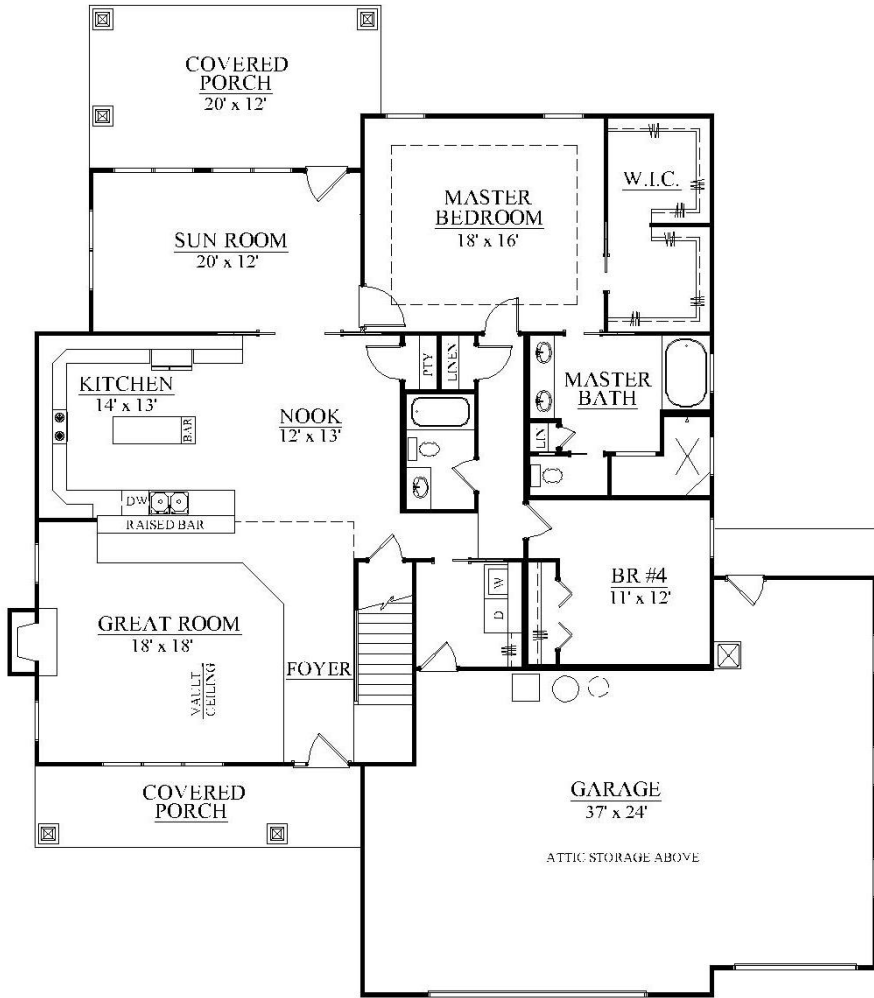 COVERED
PORCH
20' x 12'
MASTER
BEDROOM
18' x 16'
W.I.C.
SUN ROOM
20' x 12'
KITCHEN
14' x 13'
BAR
NOOK
12' x 13'
PTY
LINEN
MASTER
BATH
LIN
DW
RAISED BAR
W
D
BR #4
11' x 12'
GREAT ROOM
18' x 18'
VAULT
CEILING
FOYER
COVERED
PORCH
GARAGE
37' x 24'
ATTIC STORAGE ABOVE